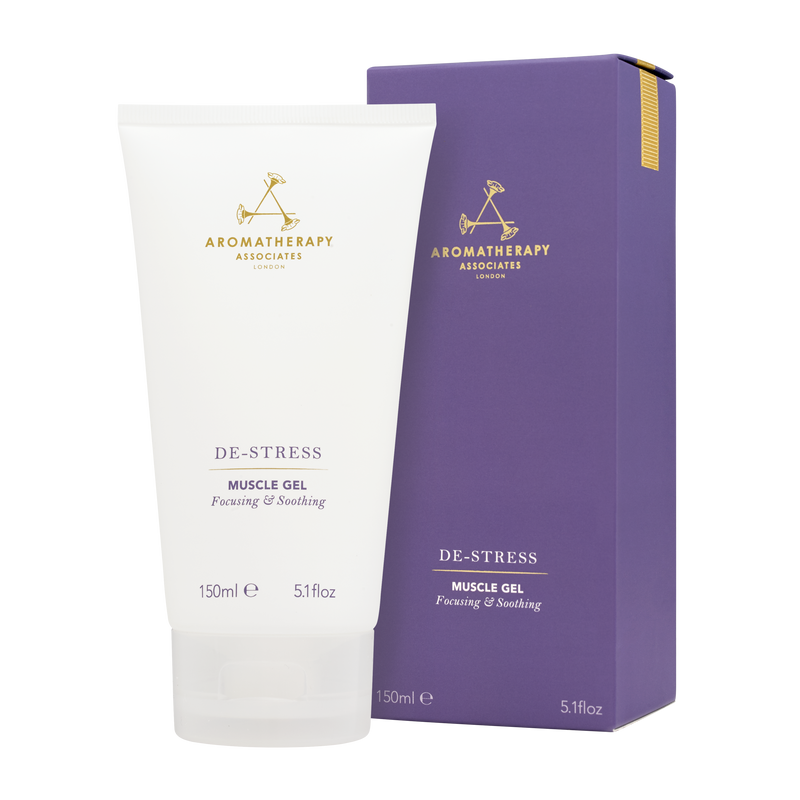 AROMATHERAPY
ASSOCIATES
LONDON
DE-STRESS
MUSCLE GEL
Focusing & Soothing
150ml ℮ 5.1floz
AROMATHERAPY
ASSOCIATES
LONDON
DE-STRESS
MUSCLE GEL
Focusing & Soothing
150ml ℮ 5.1floz